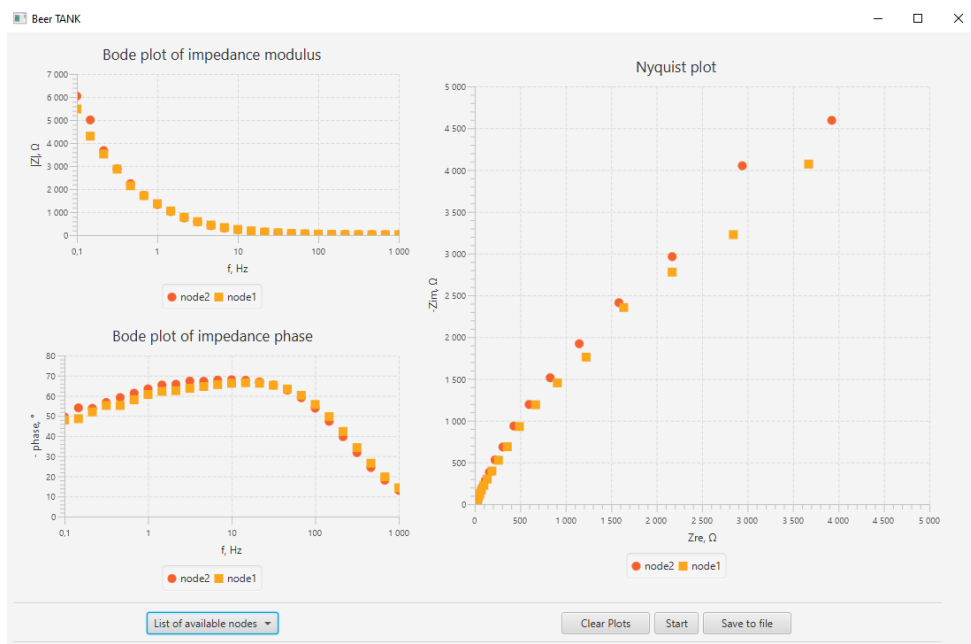 Beer TANK
Bode plot of impedance modulus
7 000
6 000
5 000
4 000
3 000
2 000
1 000
0
|Z|, Ω
0,1 1 10 100 1 000
f, Hz
node2 node1
Bode plot of impedance phase
80
70
60
50
40
30
20
10
0
- phase, °
0,1 1 10 100 1 000
f, Hz
node2 node1
Nyquist plot
5 000
4 500
4 000
3 500
3 000
2 500
2 000
1 500
1 000
500
0
-Zim, Ω
0 500 1 000 1 500 2 000 2 500 3 000 3 500 4 000 4 500 5 000
Zre, Ω
node2 node1
List of available nodes
Clear Plots Start Save to file